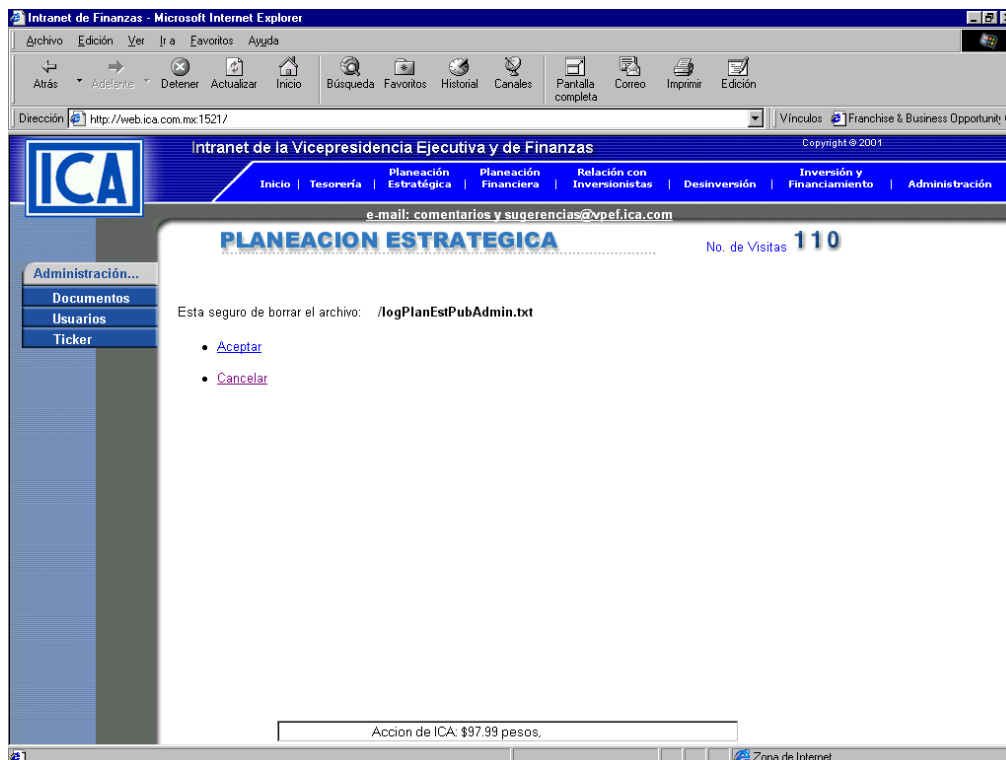 Intranet de Finanzas - Microsoft Internet Explorer
Archivo Edición Ver Ir a Favoritos Ayuda
Atrás Adelante Detener Actualizar Inicio Búsqueda Favoritos Historial Canales Pantalla completa Correo Imprimir Edición
Dirección http://web.ica.com.mx:1521/ Vínculos Franchise & Business Opportunity
ICA
Intranet de la Vicepresidencia Ejecutiva y de Finanzas Copyright © 2001
Inicio | Tesorería | Planeación Estratégica | Planeación Financiera | Relación con Inversionistas | Desinversión | Inversión y Financiamiento | Administración
e-mail: comentarios y sugerencias@vpef.ica.com
PLANEACION ESTRATEGICA
No. de Visitas 110
Administración...
Documentos
Usuarios
Ticker
Esta seguro de borrar el archivo: /logPlanEstPubAdmin.txt
Aceptar
Cancelar
Accion de ICA: $97.99 pesos,
Zona de Internet